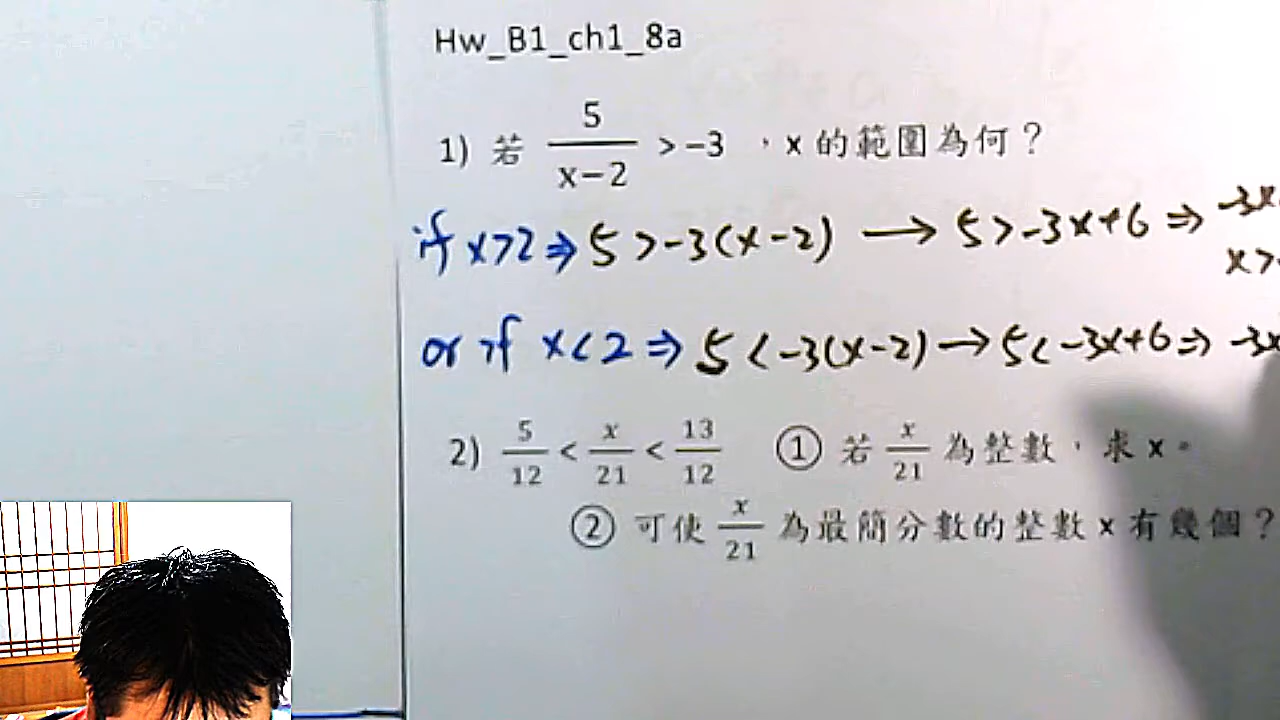 Hw_B1_ch1_8a
1) 若 5/(x-2) >-3 ,x 的範圍為何?
if x>2 ⇒ 5 >-3(x-2) → 5>-3x+6 ⇒ -3x
x>
or if x<2 ⇒ 5 <-3(x-2) → 5<-3x+6 ⇒ -3x
2) 5/12 < x/21 < 13/12 ① 若 x/21 為整數,求 x。
② 可使 x/21 為最簡分數的整數 x 有幾個?